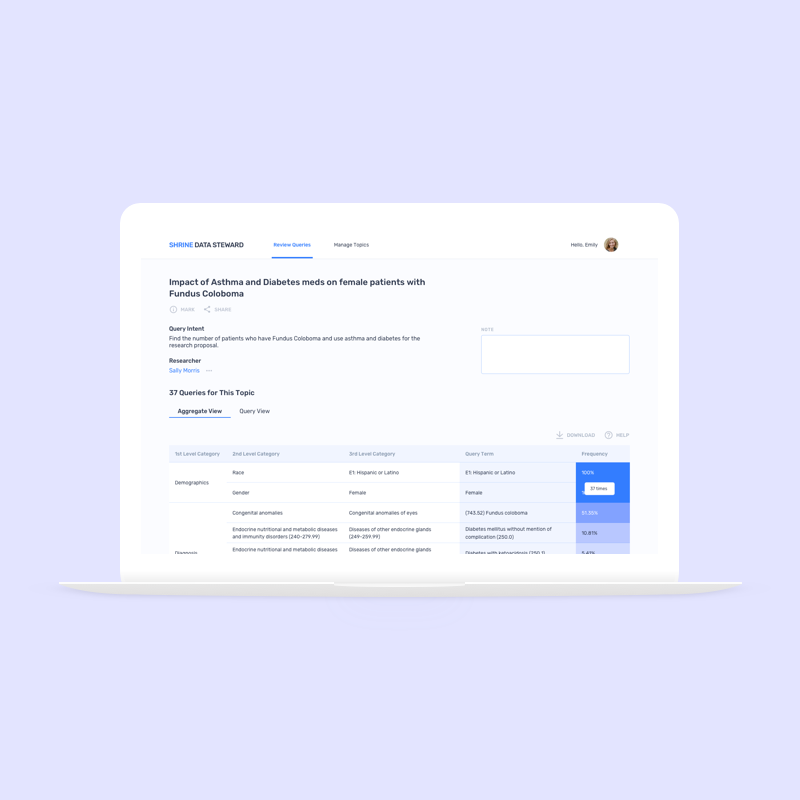 SHRINE DATA STEWARD
Review Queries
Manage Topics
Hello, Emily
Impact of Asthma and Diabetes meds on female patients with
Fundus Coloboma
MARK
SHARE
Query Intent
Find the number of patients who have Fundus Coloboma and use asthma and diabetes for the
research proposal.
NOTE
Researcher
Sally Morris
37 Queries for This Topic
Aggregate View
Query View
DOWNLOAD
HELP
1st Level Category
2nd Level Category
3rd Level Category
Query Term
Frequency
Demographics
Race
E1: Hispanic or Latino
E1: Hispanic or Latino
100%
Gender
Female
Female
37 times
Congenital anomalies
Congenital anomalies of eyes
(743.52) Fundus coloboma
51.35%
Endocrine nutritional and metabolic diseases
and immunity disorders (240-279.99)
Diseases of other endocrine glands
(249-259.99)
Diabetes mellitus without mention of
complication (250.0)
10.81%
Diagnosis
Endocrine nutritional and metabolic diseases
Diseases of other endocrine glands
Diabetes with ketoacidosis (250.1)